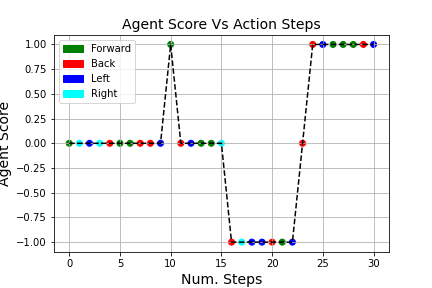 Agent Score Vs Action Steps
Agent Score
1.00
0.75
0.50
0.25
0.00
−0.25
−0.50
−0.75
−1.00
Forward
Back
Left
Right
0 5 10 15 20 25 30
Num. Steps